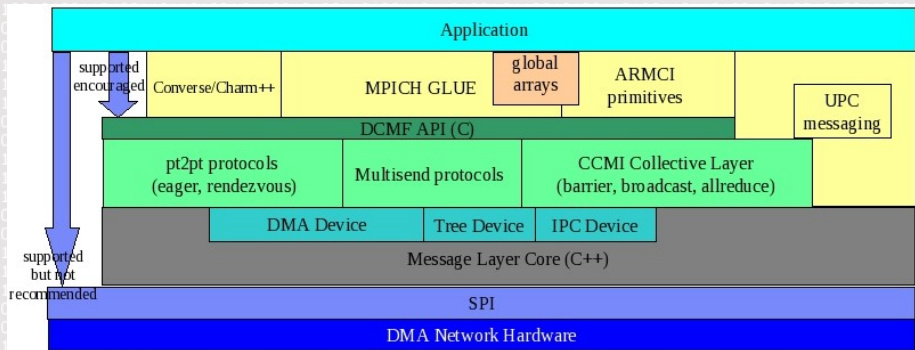 Application
supported
encouraged
Converse/Charm++
MPICH GLUE
global
arrays
ARMCI
primitives
UPC
messaging
DCMF API (C)
pt2pt protocols
(eager, rendezvous)
Multisend protocols
CCMI Collective Layer
(barrier, broadcast, allreduce)
DMA Device
Tree Device
IPC Device
Message Layer Core (C++)
supported
but not
recommended
SPI
DMA Network Hardware